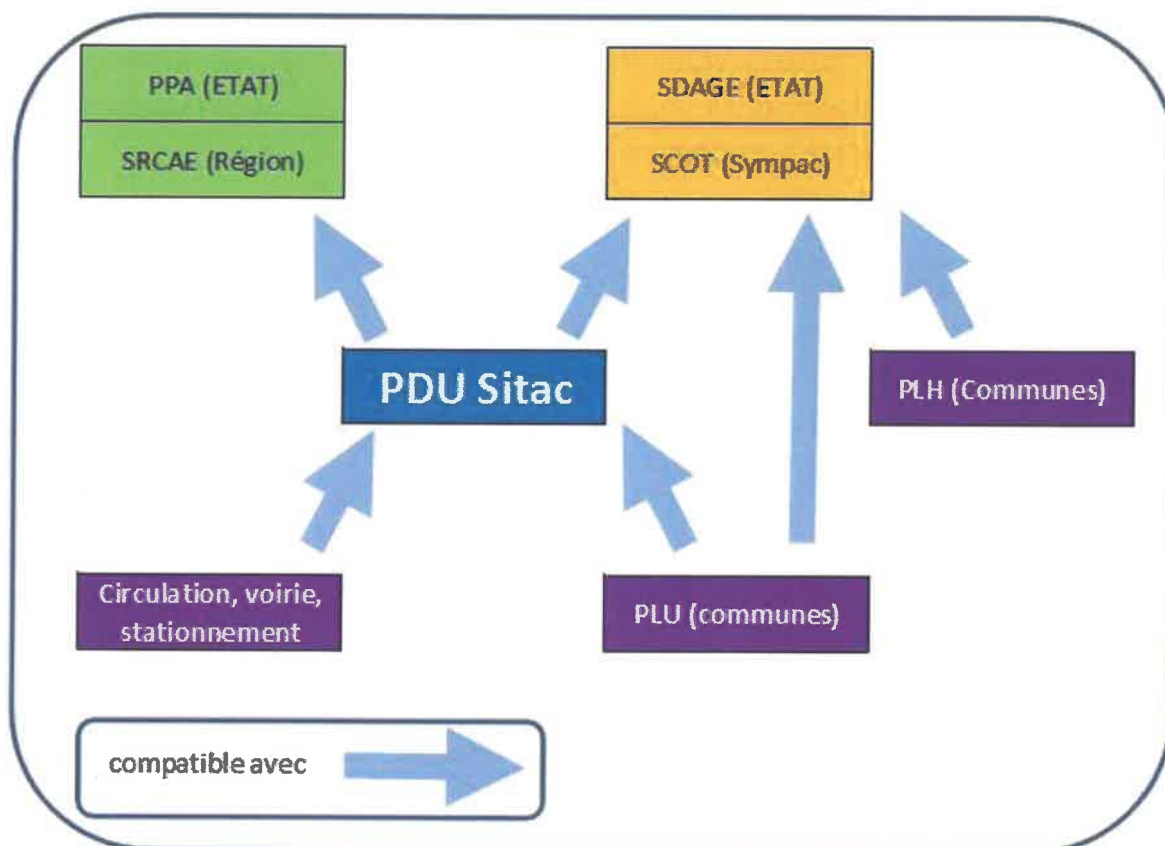 PPA (ETAT)
SRCAE (Région)
SDAGE (ETAT)
SCOT (Sympac)
PDU Sitac
PLH (Communes)
Circulation, voirie,
stationnement
PLU (communes)
compatible avec